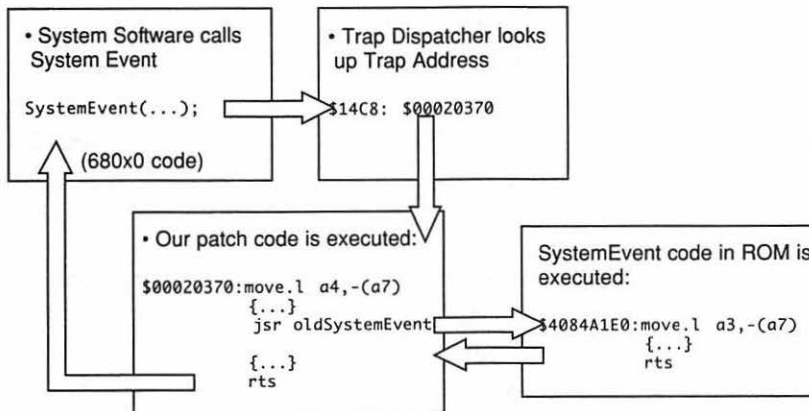 • System Software calls
System Event
SystemEvent(...);
(680x0 code)
• Trap Dispatcher looks
up Trap Address
$14C8: $00020370
• Our patch code is executed:
$00020370:move.l a4,-(a7)
{...}
jsr oldSystemEvent
{...}
rts
SystemEvent code in ROM is
executed:
$4084A1E0:move.l a3,-(a7)
{...}
rts